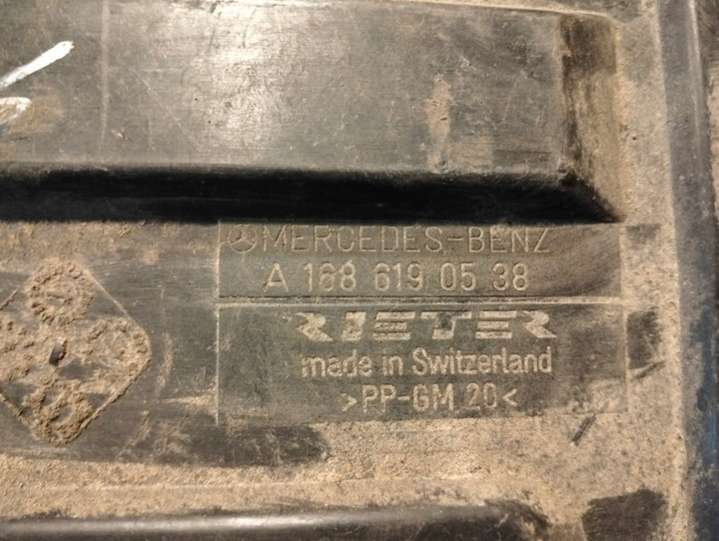 MERCEDES-BENZ
A 168 619 05 38
RIETER
made in Switzerland
>PP-GM 20<